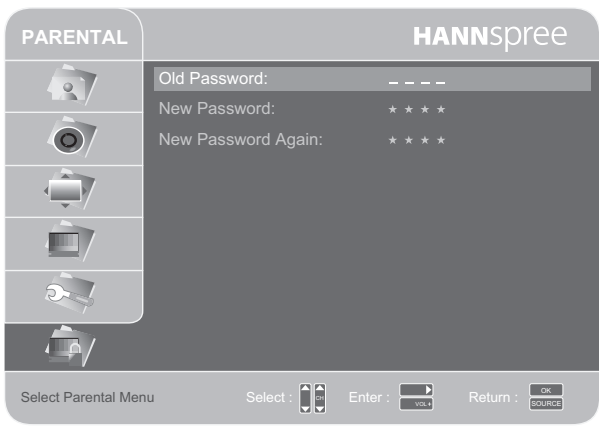 PARENTAL
HANNspree
Old Password: _ _ _ _
New Password: ★ ★ ★ ★
New Password Again: ★ ★ ★ ★
Select Parental Menu Select : CH Enter : VOL+ Return : OK SOURCE